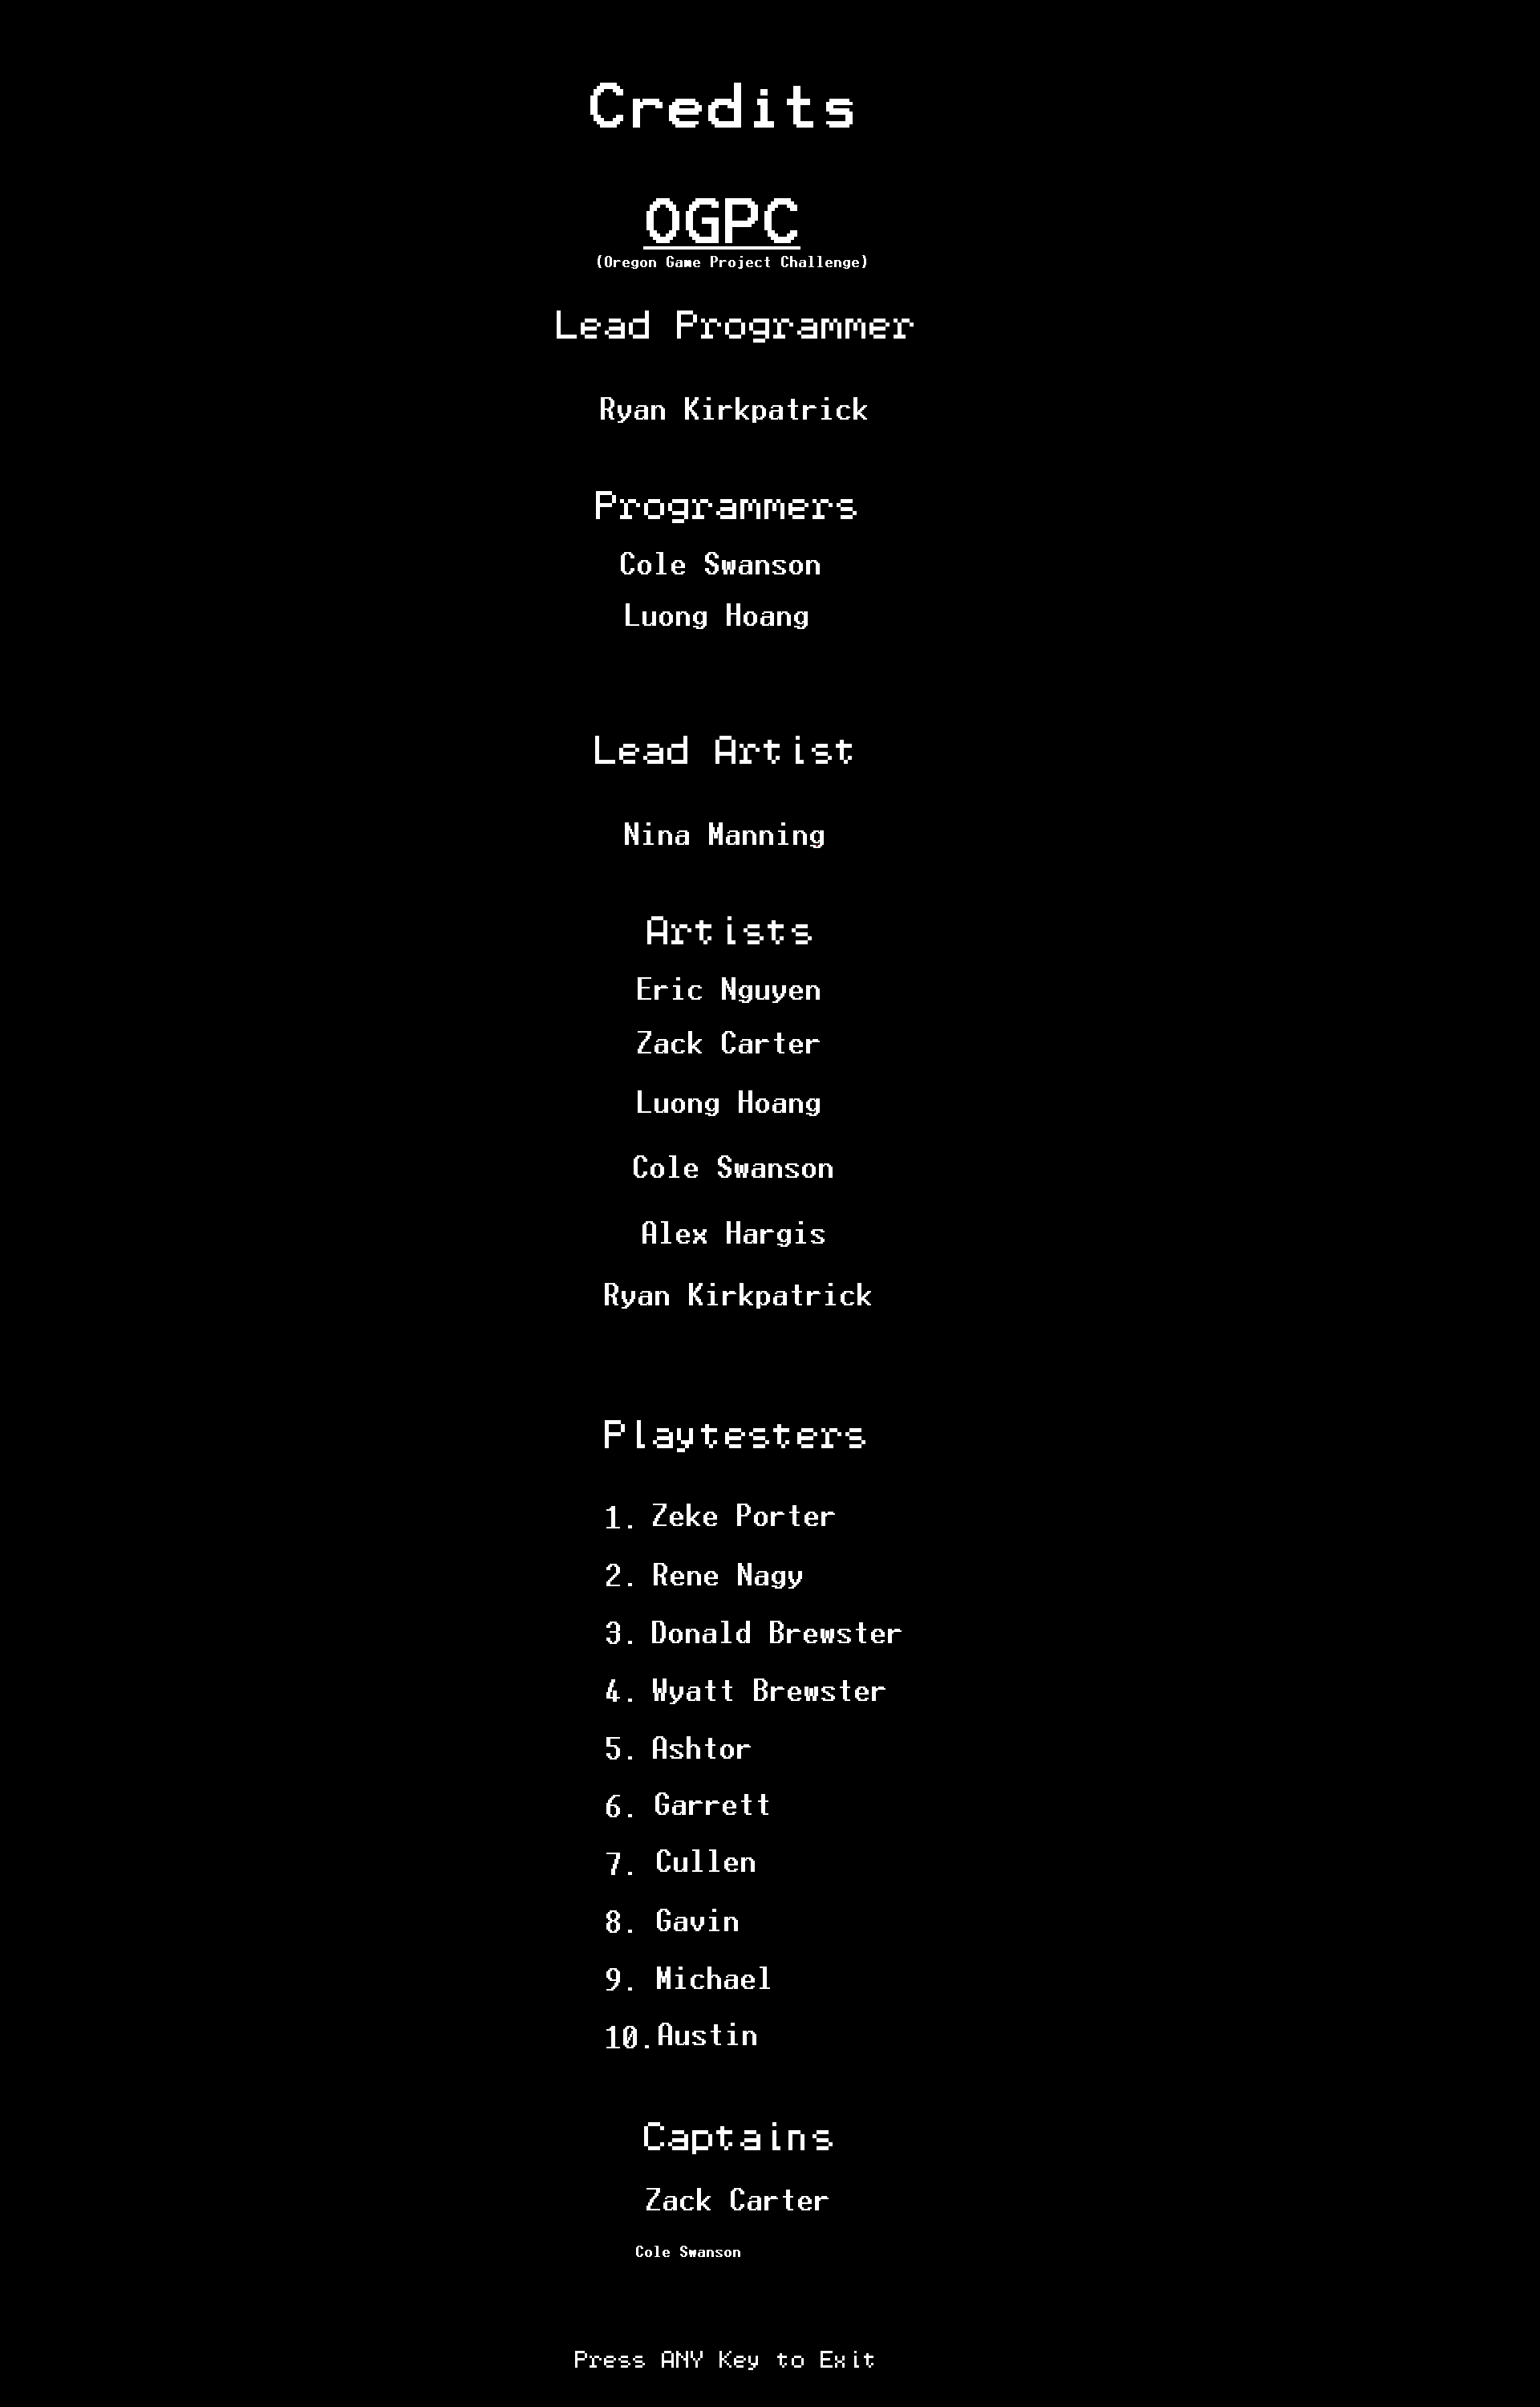 Credits
OGPC
(Oregon Game Project Challenge)
Lead Programmer
Ryan Kirkpatrick
Programmers
Cole Swanson
Luong Hoang
Lead Artist
Nina Manning
Artists
Eric Nguyen
Zack Carter
Luong Hoang
Cole Swanson
Alex Hargis
Ryan Kirkpatrick
Playtesters
1. Zeke Porter
2. Rene Nagy
3. Donald Brewster
4. Wyatt Brewster
5. Ashtor
6. Garrett
7. Cullen
8. Gavin
9. Michael
10.Austin
Captains
Zack Carter
Cole Swanson
Press ANY Key to Exit